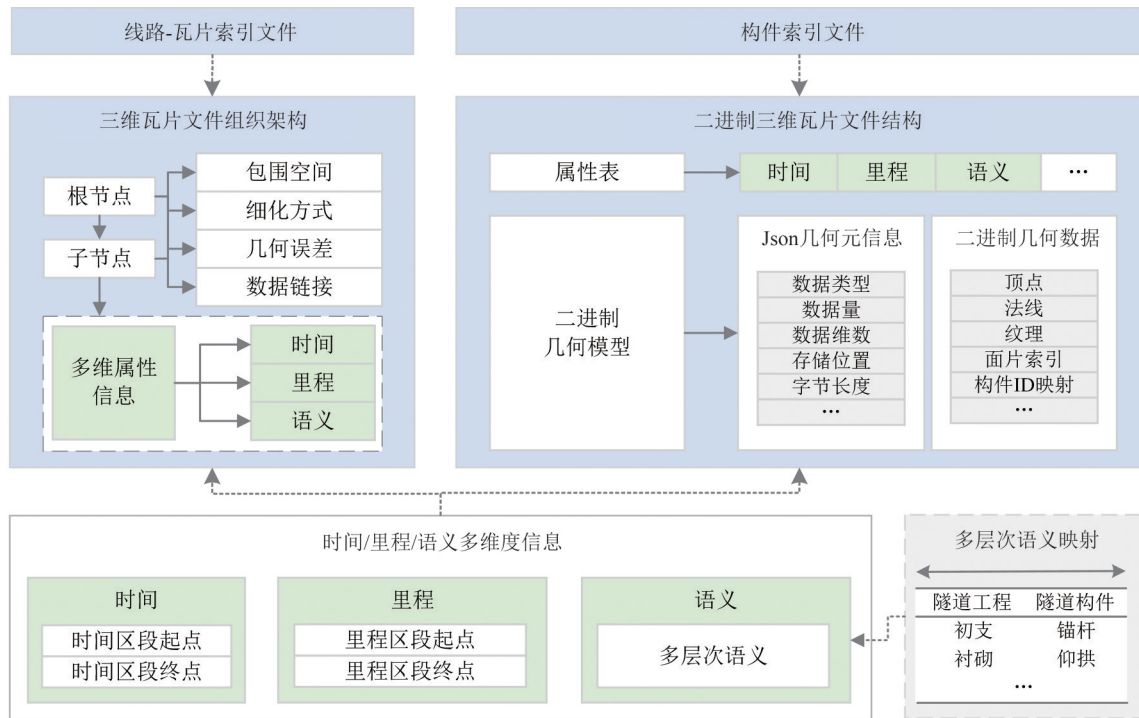 线路-瓦片索引文件
构件索引文件
三维瓦片文件组织架构
根节点
子节点
包围空间
细化方式
几何误差
数据链接
多维属性
信息
时间
里程
语义
二进制三维瓦片文件结构
属性表
时间
里程
语义
…
二进制
几何模型
Json几何元信息
数据类型
数据量
数据维数
存储位置
字节长度
…
二进制几何数据
顶点
法线
纹理
面片索引
构件ID映射
…
时间/里程/语义多维度信息
时间
时间区段起点
时间区段终点
里程
里程区段起点
里程区段终点
语义
多层次语义
多层次语义映射
隧道工程 隧道构件
初支 锚杆
衬砌 仰拱
…